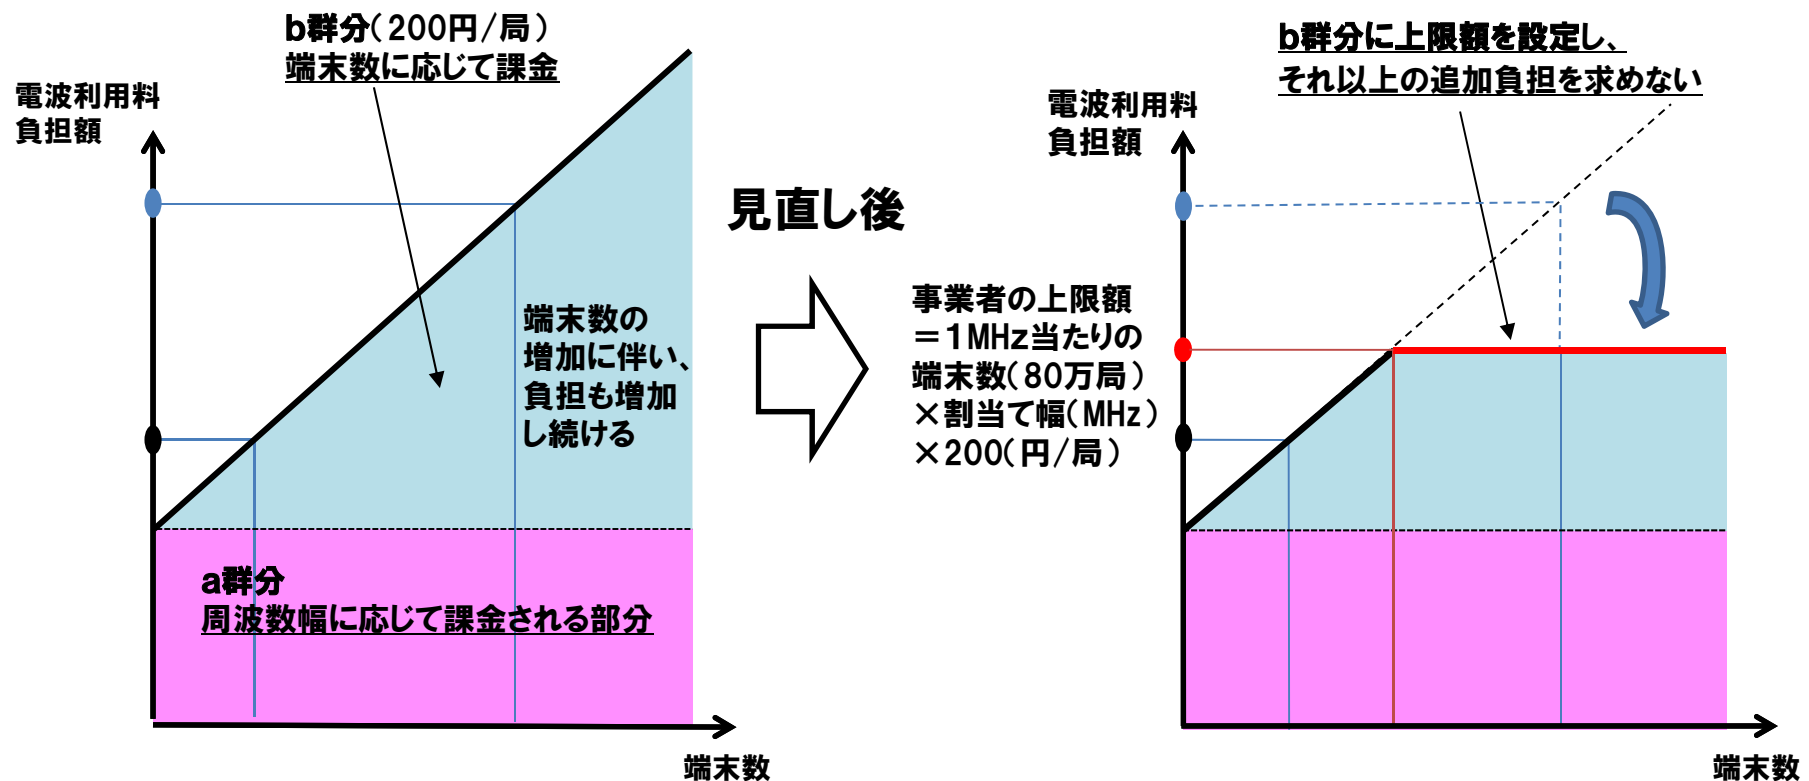 b群分(200円/局)
端末数に応じて課金
電波利用料
負担額
端末数の
増加に伴い、
負担も増加
し続ける
a群分
周波数幅に応じて課金される部分
端末数
見直し後
事業者の上限額
＝1MHz当たりの
端末数(80万局)
×割当て幅(MHz)
×200(円/局)
b群分に上限額を設定し、
それ以上の追加負担を求めない
電波利用料
負担額
端末数